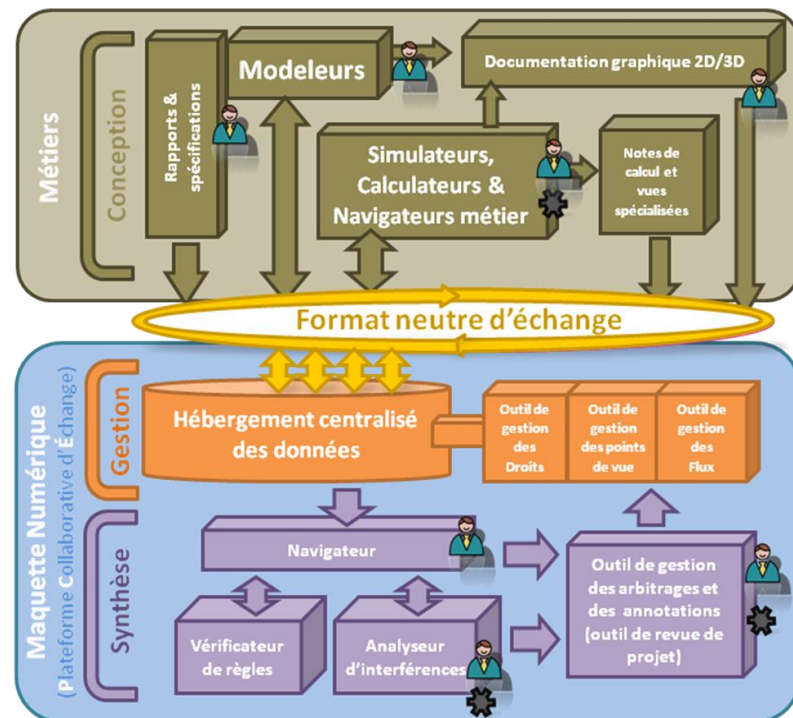 Métiers
Conception
Rapports &
spécifications
Modeleurs
Documentation graphique 2D/3D
Simulateurs,
Calculateurs &
Navigateurs métier
Notes de
calcul et
vues
spécialisées
Format neutre d'échange
Maquette Numérique
(Plateforme Collaborative d'Échange)
Gestion
Hébergement centralisé
des données
Outil de
gestion
des
Droits
Outil de
gestion
des points
de vue
Outil de
gestion
des
Flux
Synthèse
Navigateur
Vérificateur
de règles
Analyseur
d'interférences
Outil de gestion
des arbitrages et
des annotations
(outil de revue de
projet)